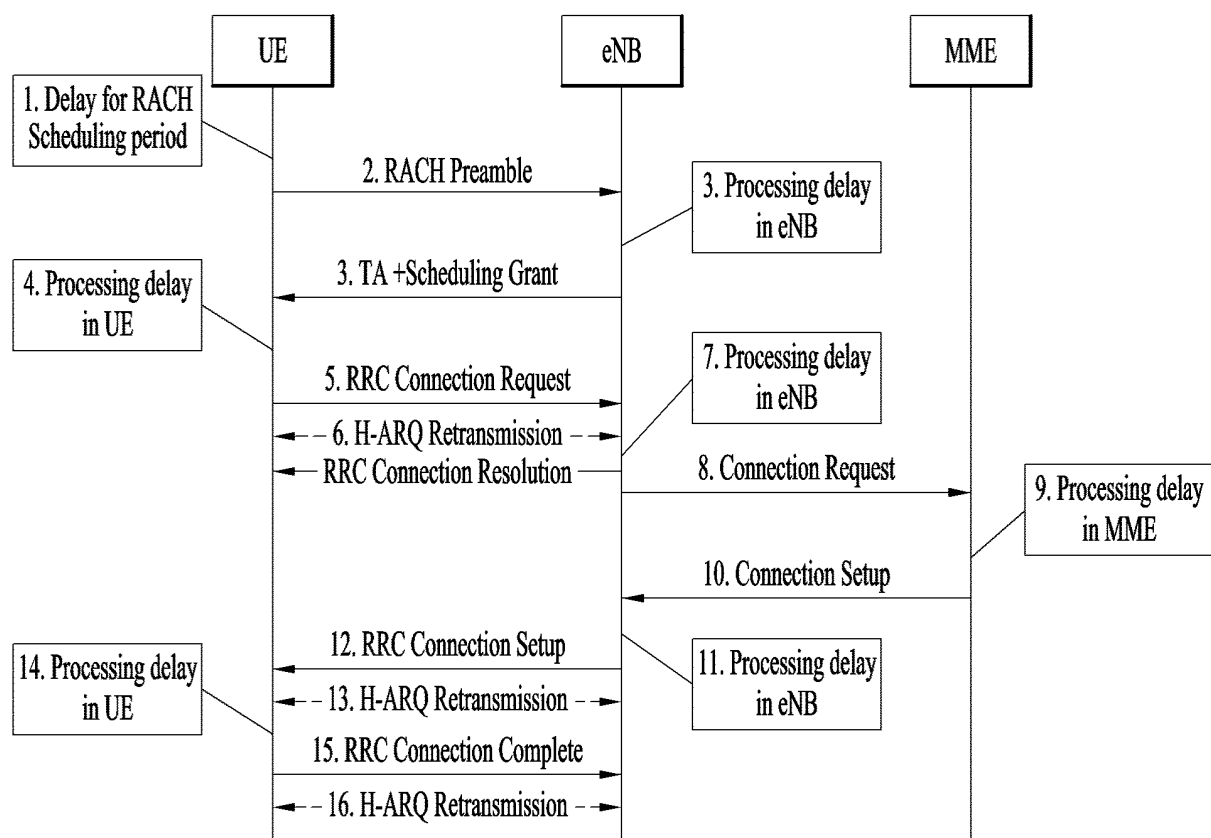 UE
eNB
MME
1. Delay for RACH
Scheduling period
2. RACH Preamble
3. Processing delay
in eNB
3. TA +Scheduling Grant
4. Processing delay
in UE
5. RRC Connection Request
7. Processing delay
in eNB
6. H-ARQ Retransmission
RRC Connection Resolution
8. Connection Request
9. Processing delay
in MME
10. Connection Setup
12. RRC Connection Setup
11. Processing delay
in eNB
14. Processing delay
in UE
13. H-ARQ Retransmission
15. RRC Connection Complete
16. H-ARQ Retransmission